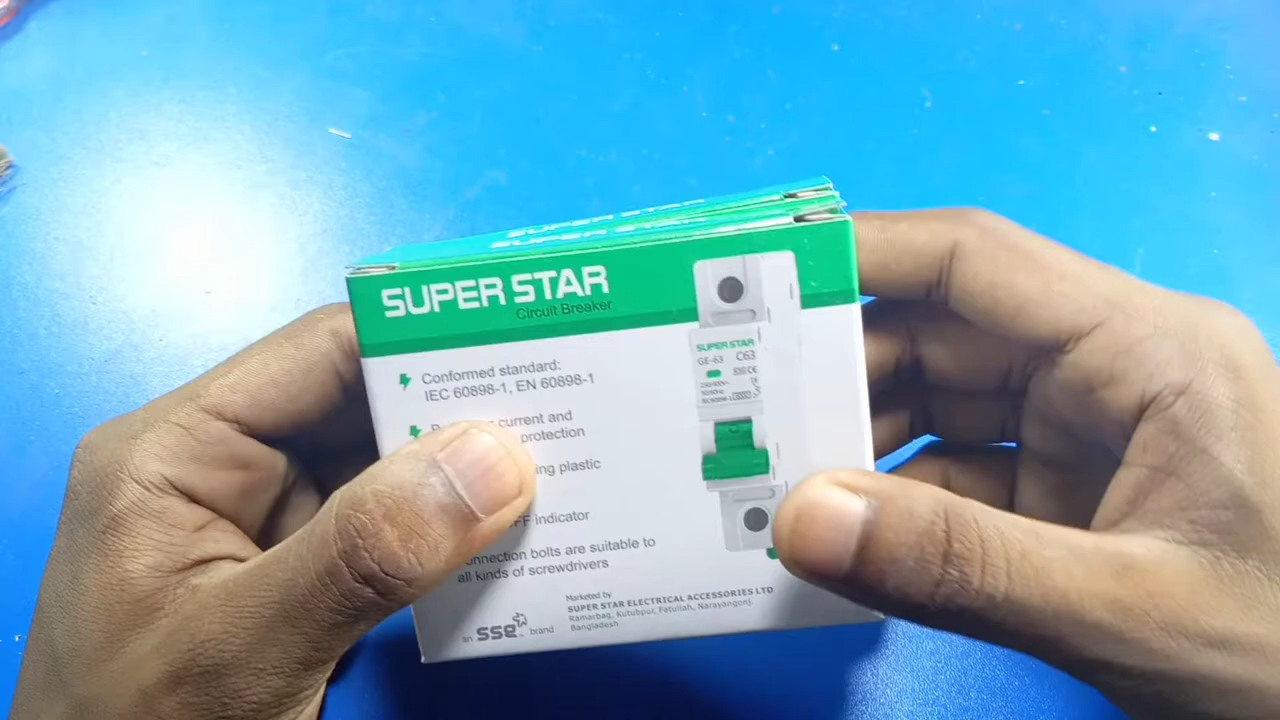 SUPER STAR
SUPER STAR
SUPER STAR
Circuit Breaker
Conformed standard:
IEC 60898-1, EN 60898-1
current and
protection
plastic
indicator
bolts are suitable to
all kinds of screwdrivers
SUPER STAR
GE-63 C63
Marketed by
SUPER STAR ELECTRICAL ACCESSORIES LTD
Ramarbag, Kutubpur, Fatullah, Narayangonj.
Bangladesh
an sse brand